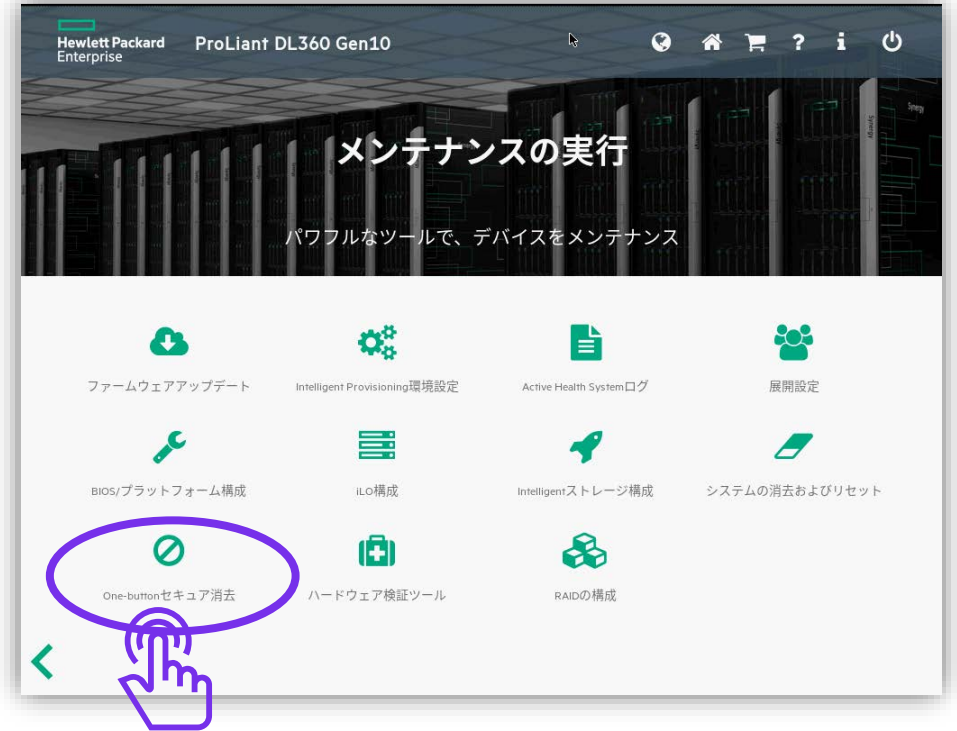 Hewlett Packard
Enterprise
ProLiant DL360 Gen10
メンテナンスの実行
パワフルなツールで、デバイスをメンテナンス
ファームウェアアップデート
Intelligent Provisioning環境設定
Active Health Systemログ
展開設定
BIOS/プラットフォーム構成
iLO構成
Intelligentストレージ構成
システムの消去およびリセット
One-buttonセキュア消去
ハードウェア検証ツール
RAIDの構成